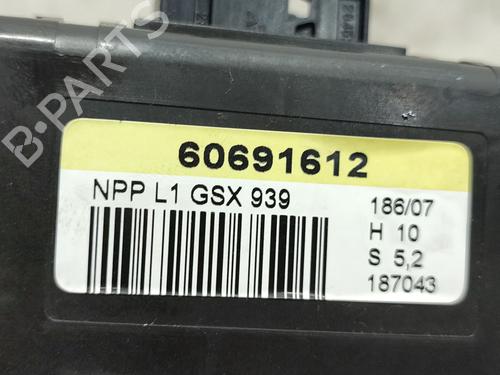 60691612
NPP L1 GSX 939
186/07
H 10
S 5,2
187043
B-PARTS